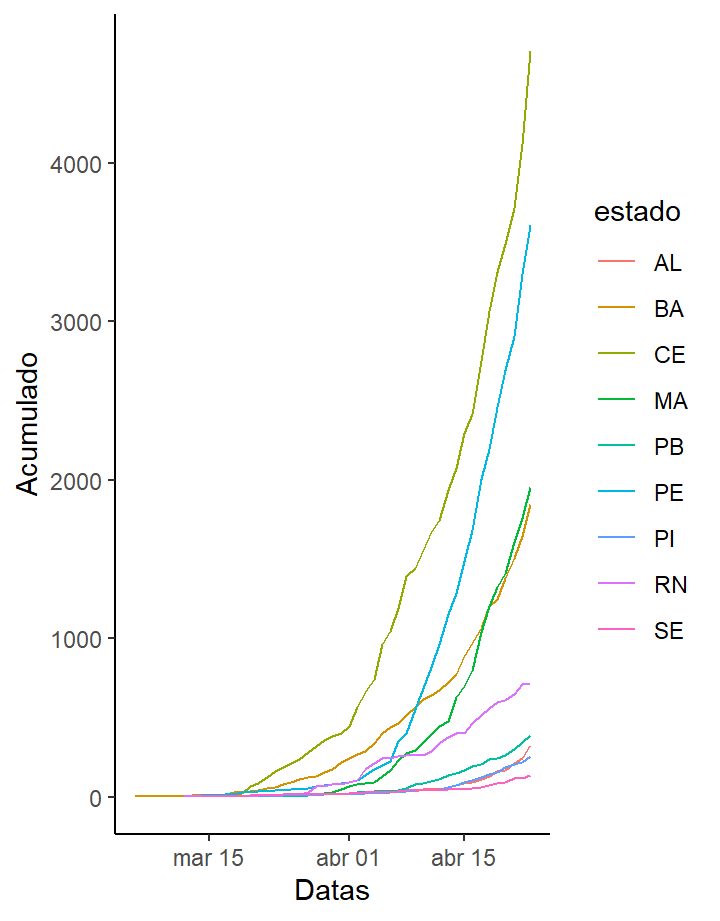 Acumulado
4000
3000
2000
1000
0
mar 15
abr 01
abr 15
Datas
estado
AL
BA
CE
MA
PB
PE
PI
RN
SE